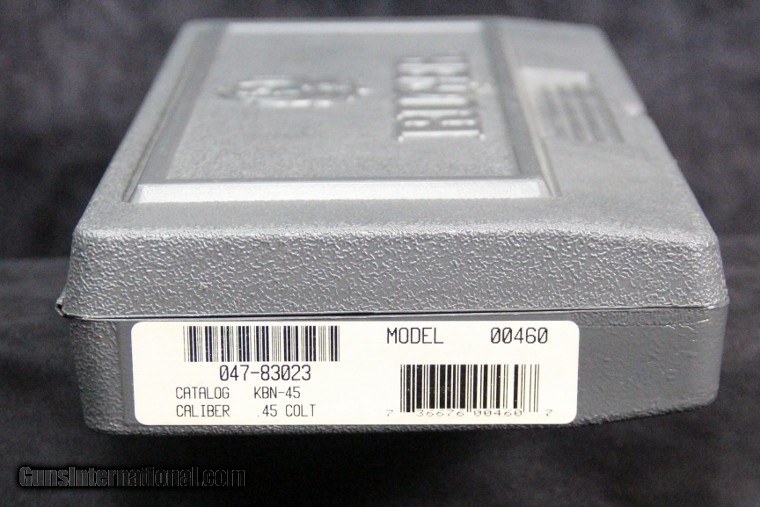 RUGER
MODEL 00460
047-83023
CATALOG KBN-45
CALIBER .45 COLT
7 36676 00460 7
GunsInternational.com